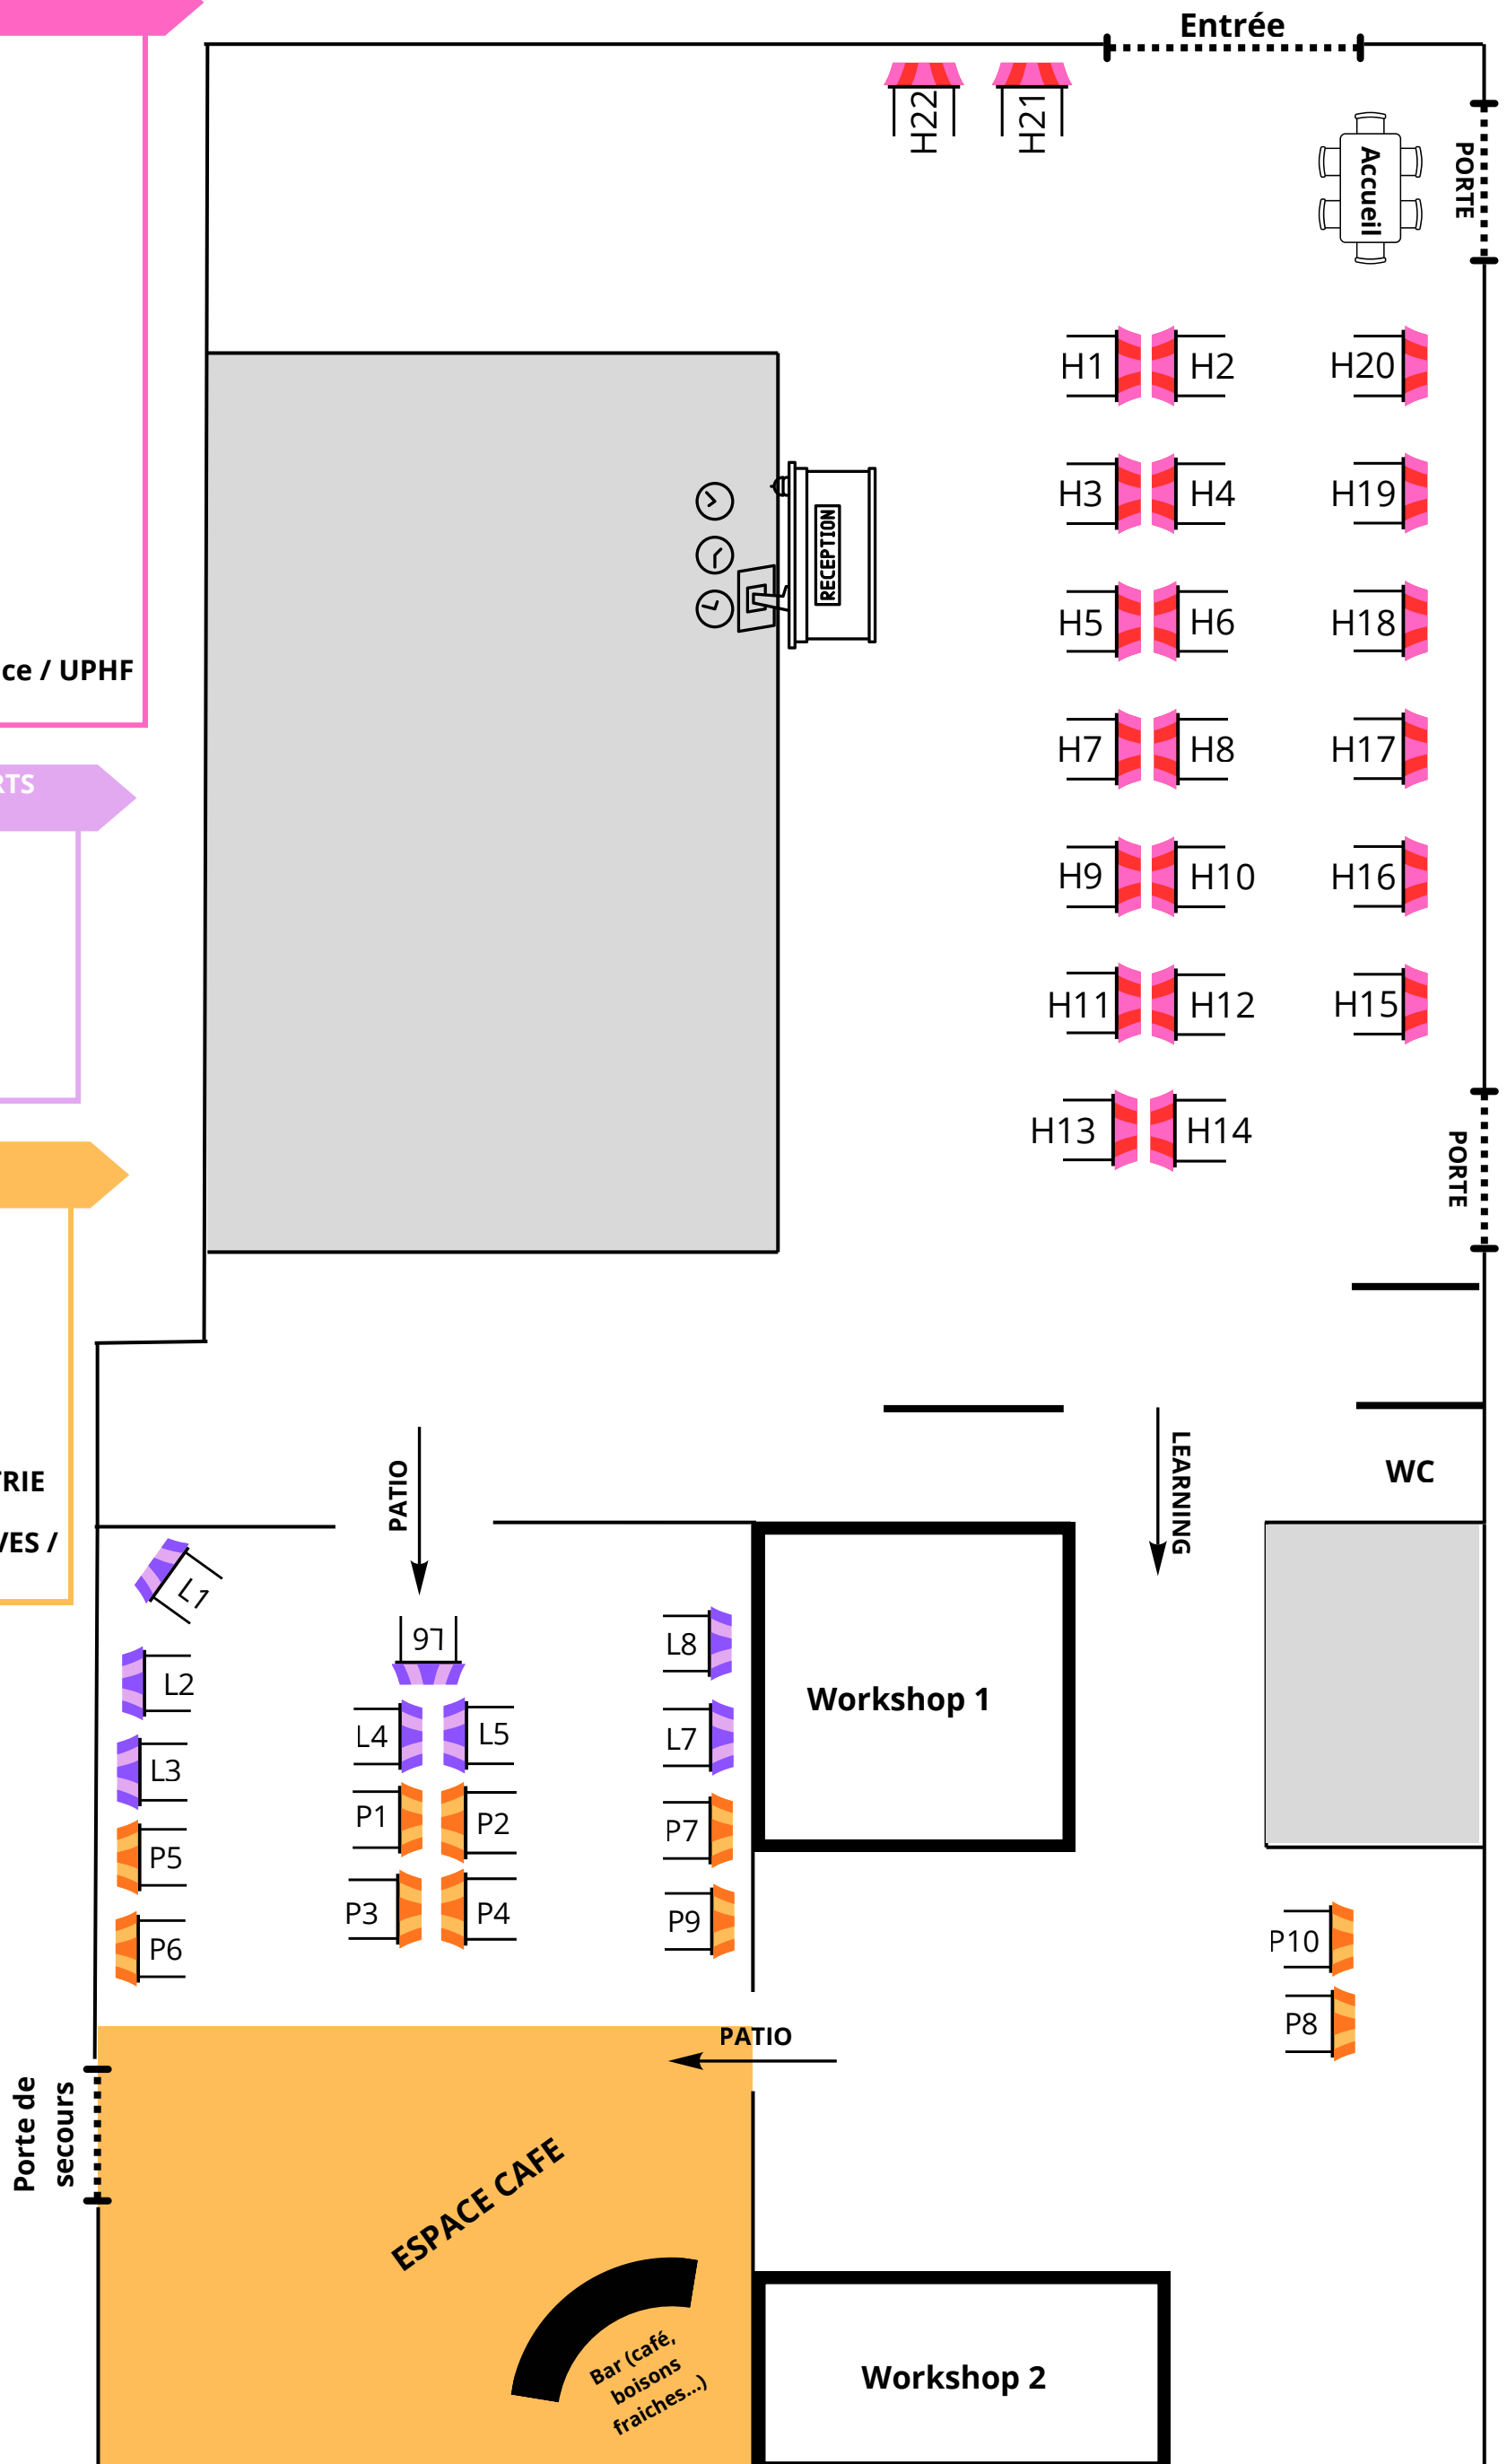 Entrée
H22
H21
Accueil
PORTE
H1
H2
H20
H3
H4
H19
RECEPTION
H5
H6
H18
ce / UPHF
H7
H8
H17
RTS
H9
H10
H16
H11
H12
H15
H13
H14
PORTE
PATIO
LEARNING
WC
TRIE
VES /
L1
L6
L8
L2
Workshop 1
L4
L5
L7
L3
P1
P2
P7
P5
P3
P4
P9
P6
P10
P8
PATIO
Porte de
secours
ESPACE CAFE
Bar (café,
boisons
fraiches...)
Workshop 2